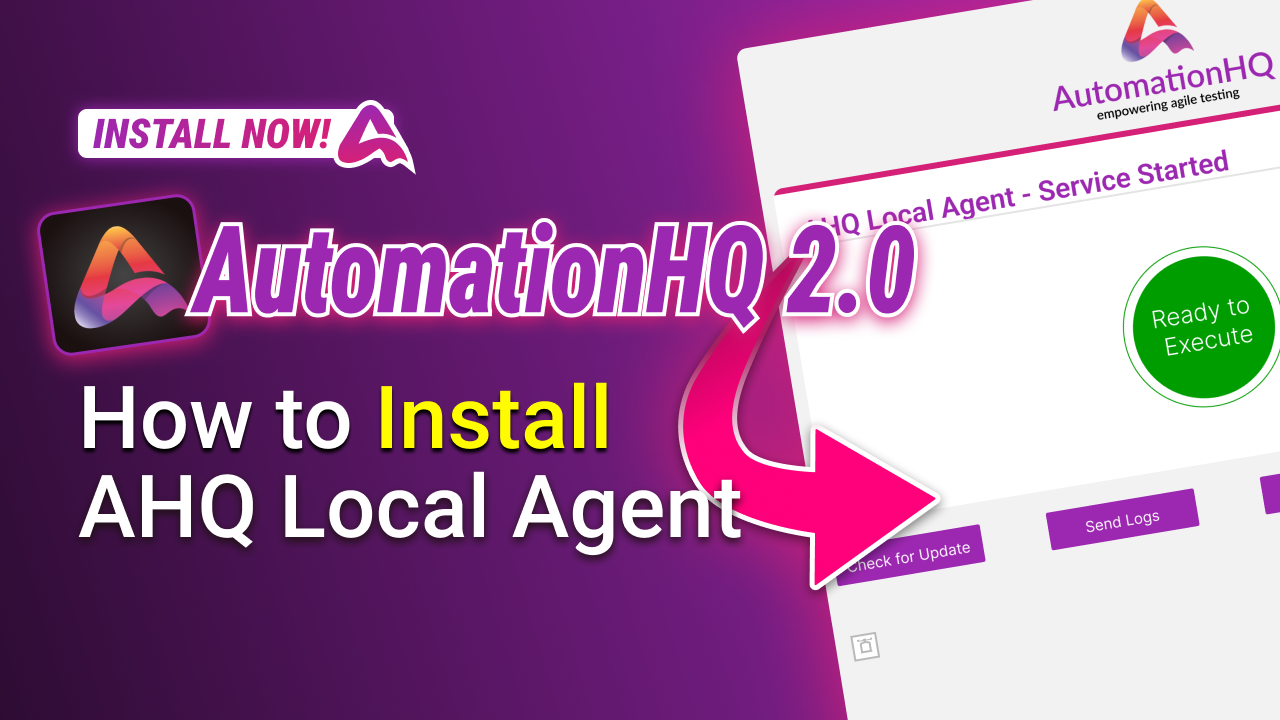 INSTALL NOW!
AutomationHQ 2.0
How to Install
AHQ Local Agent
AutomationHQ
empowering agile testing
AHQ Local Agent - Service Started
Ready to
Execute
Check for Update
Send Logs